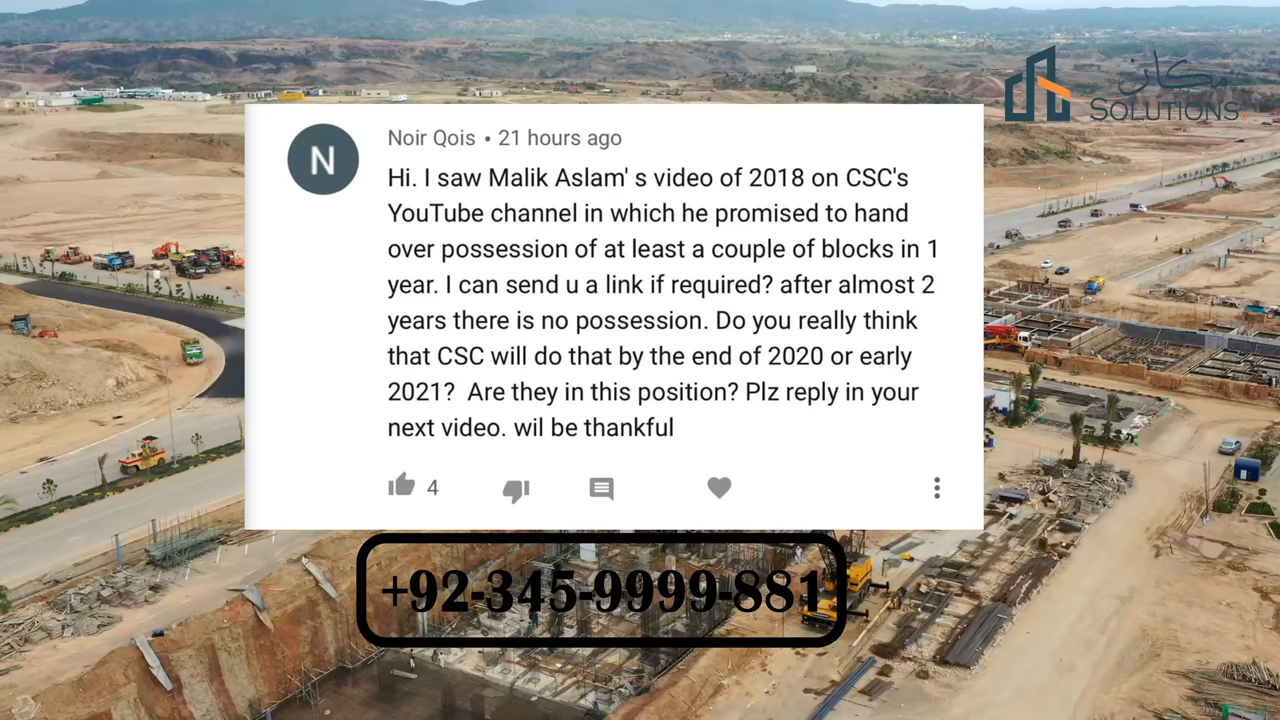 كار
SOLUTIONS.
N
Noir Qois • 21 hours ago
Hi. I saw Malik Aslam' s video of 2018 on CSC's
YouTube channel in which he promised to hand
over possession of at least a couple of blocks in 1
year. I can send u a link if required? after almost 2
years there is no possession. Do you really think
that CSC will do that by the end of 2020 or early
2021?  Are they in this position? Plz reply in your
next video. wil be thankful
4
+92-345-9999-881